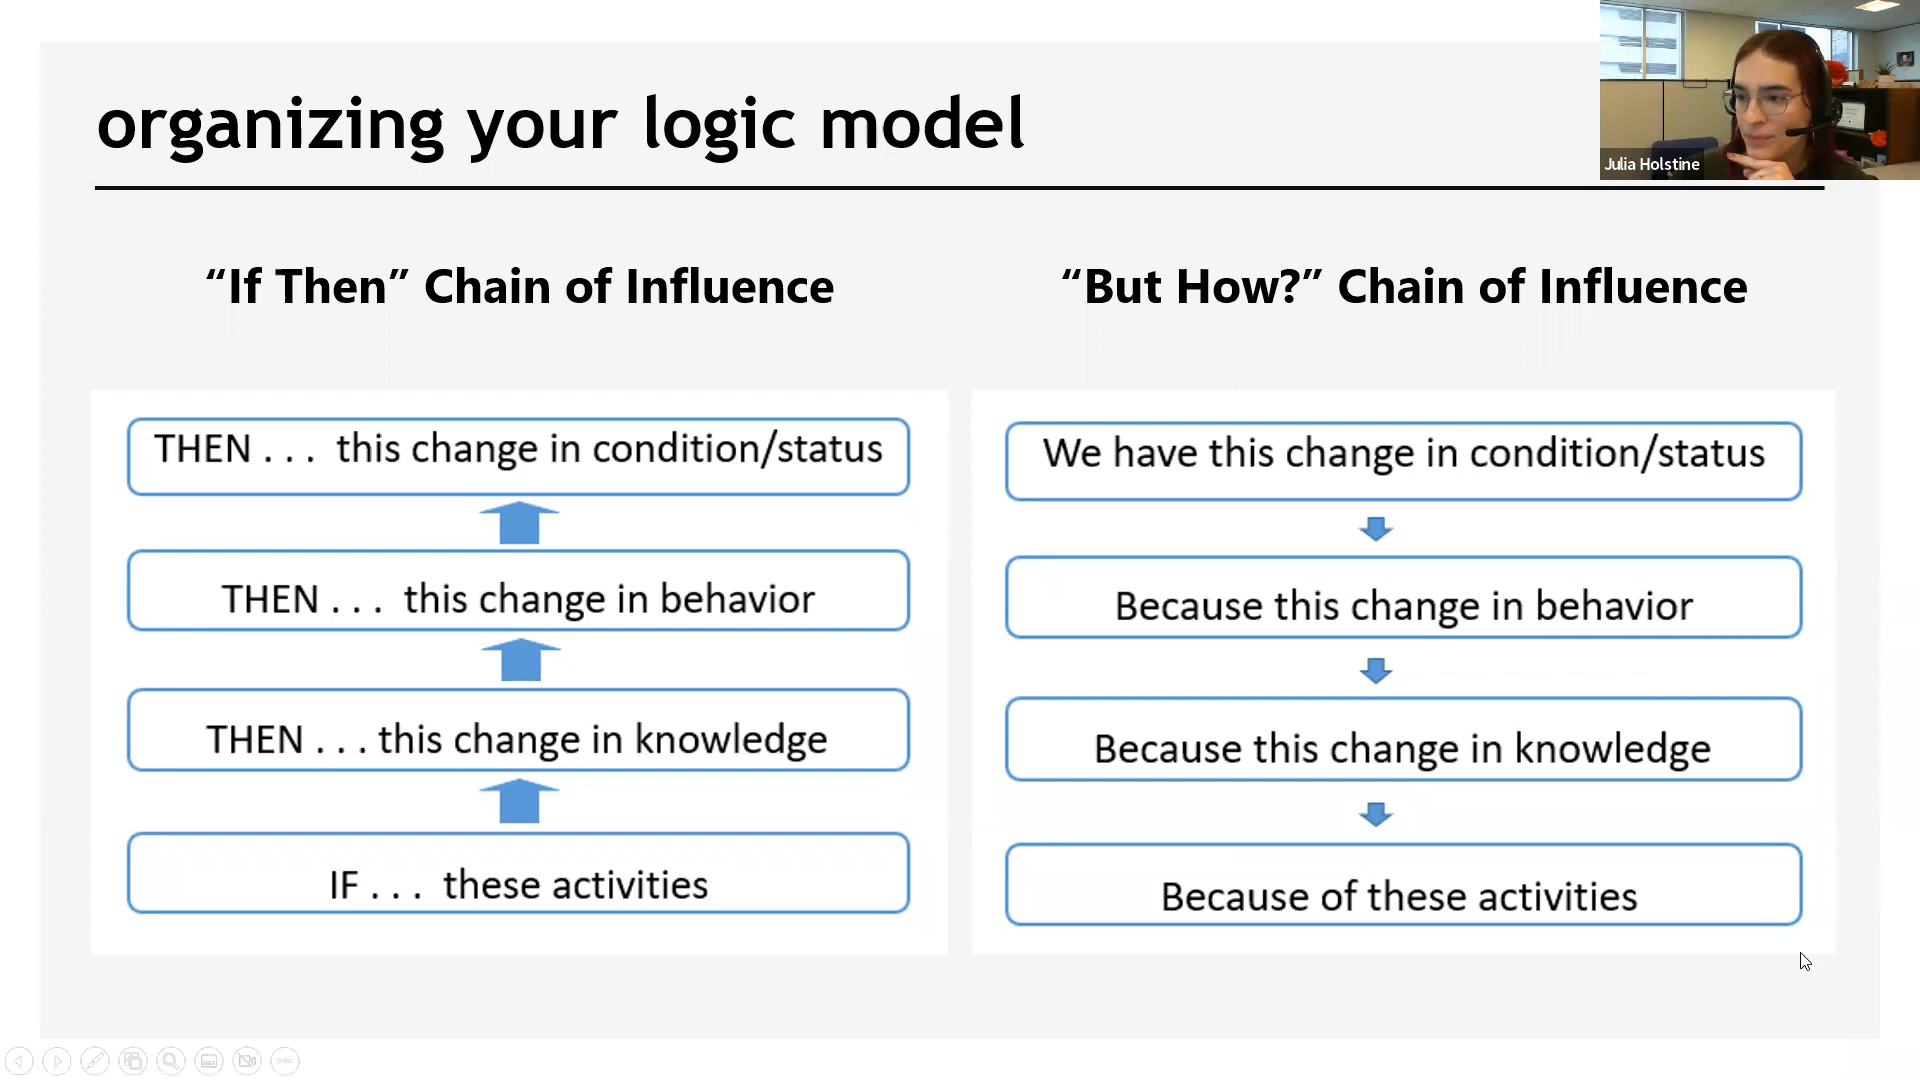 organizing your logic model
Julia Holstine
“If Then” Chain of Influence
“But How?” Chain of Influence
THEN . . . this change in condition/status
THEN . . . this change in behavior
THEN . . . this change in knowledge
IF . . . these activities
We have this change in condition/status
Because this change in behavior
Because this change in knowledge
Because of these activities